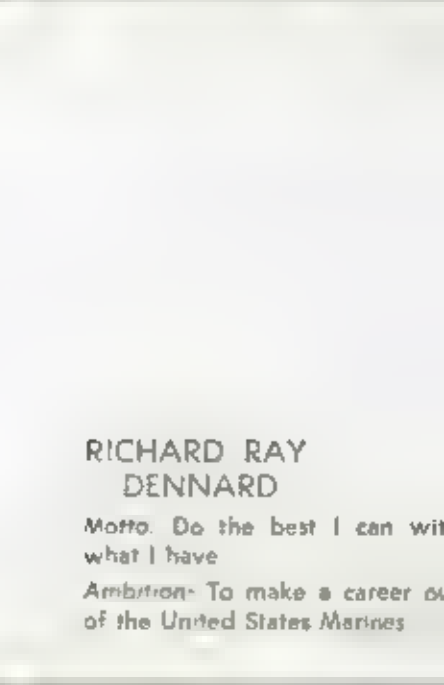 RICHARD RAY
DENNARD
Motto. Do the best I can wit
what I have
Ambition- To make a career ou
of the United States Marines